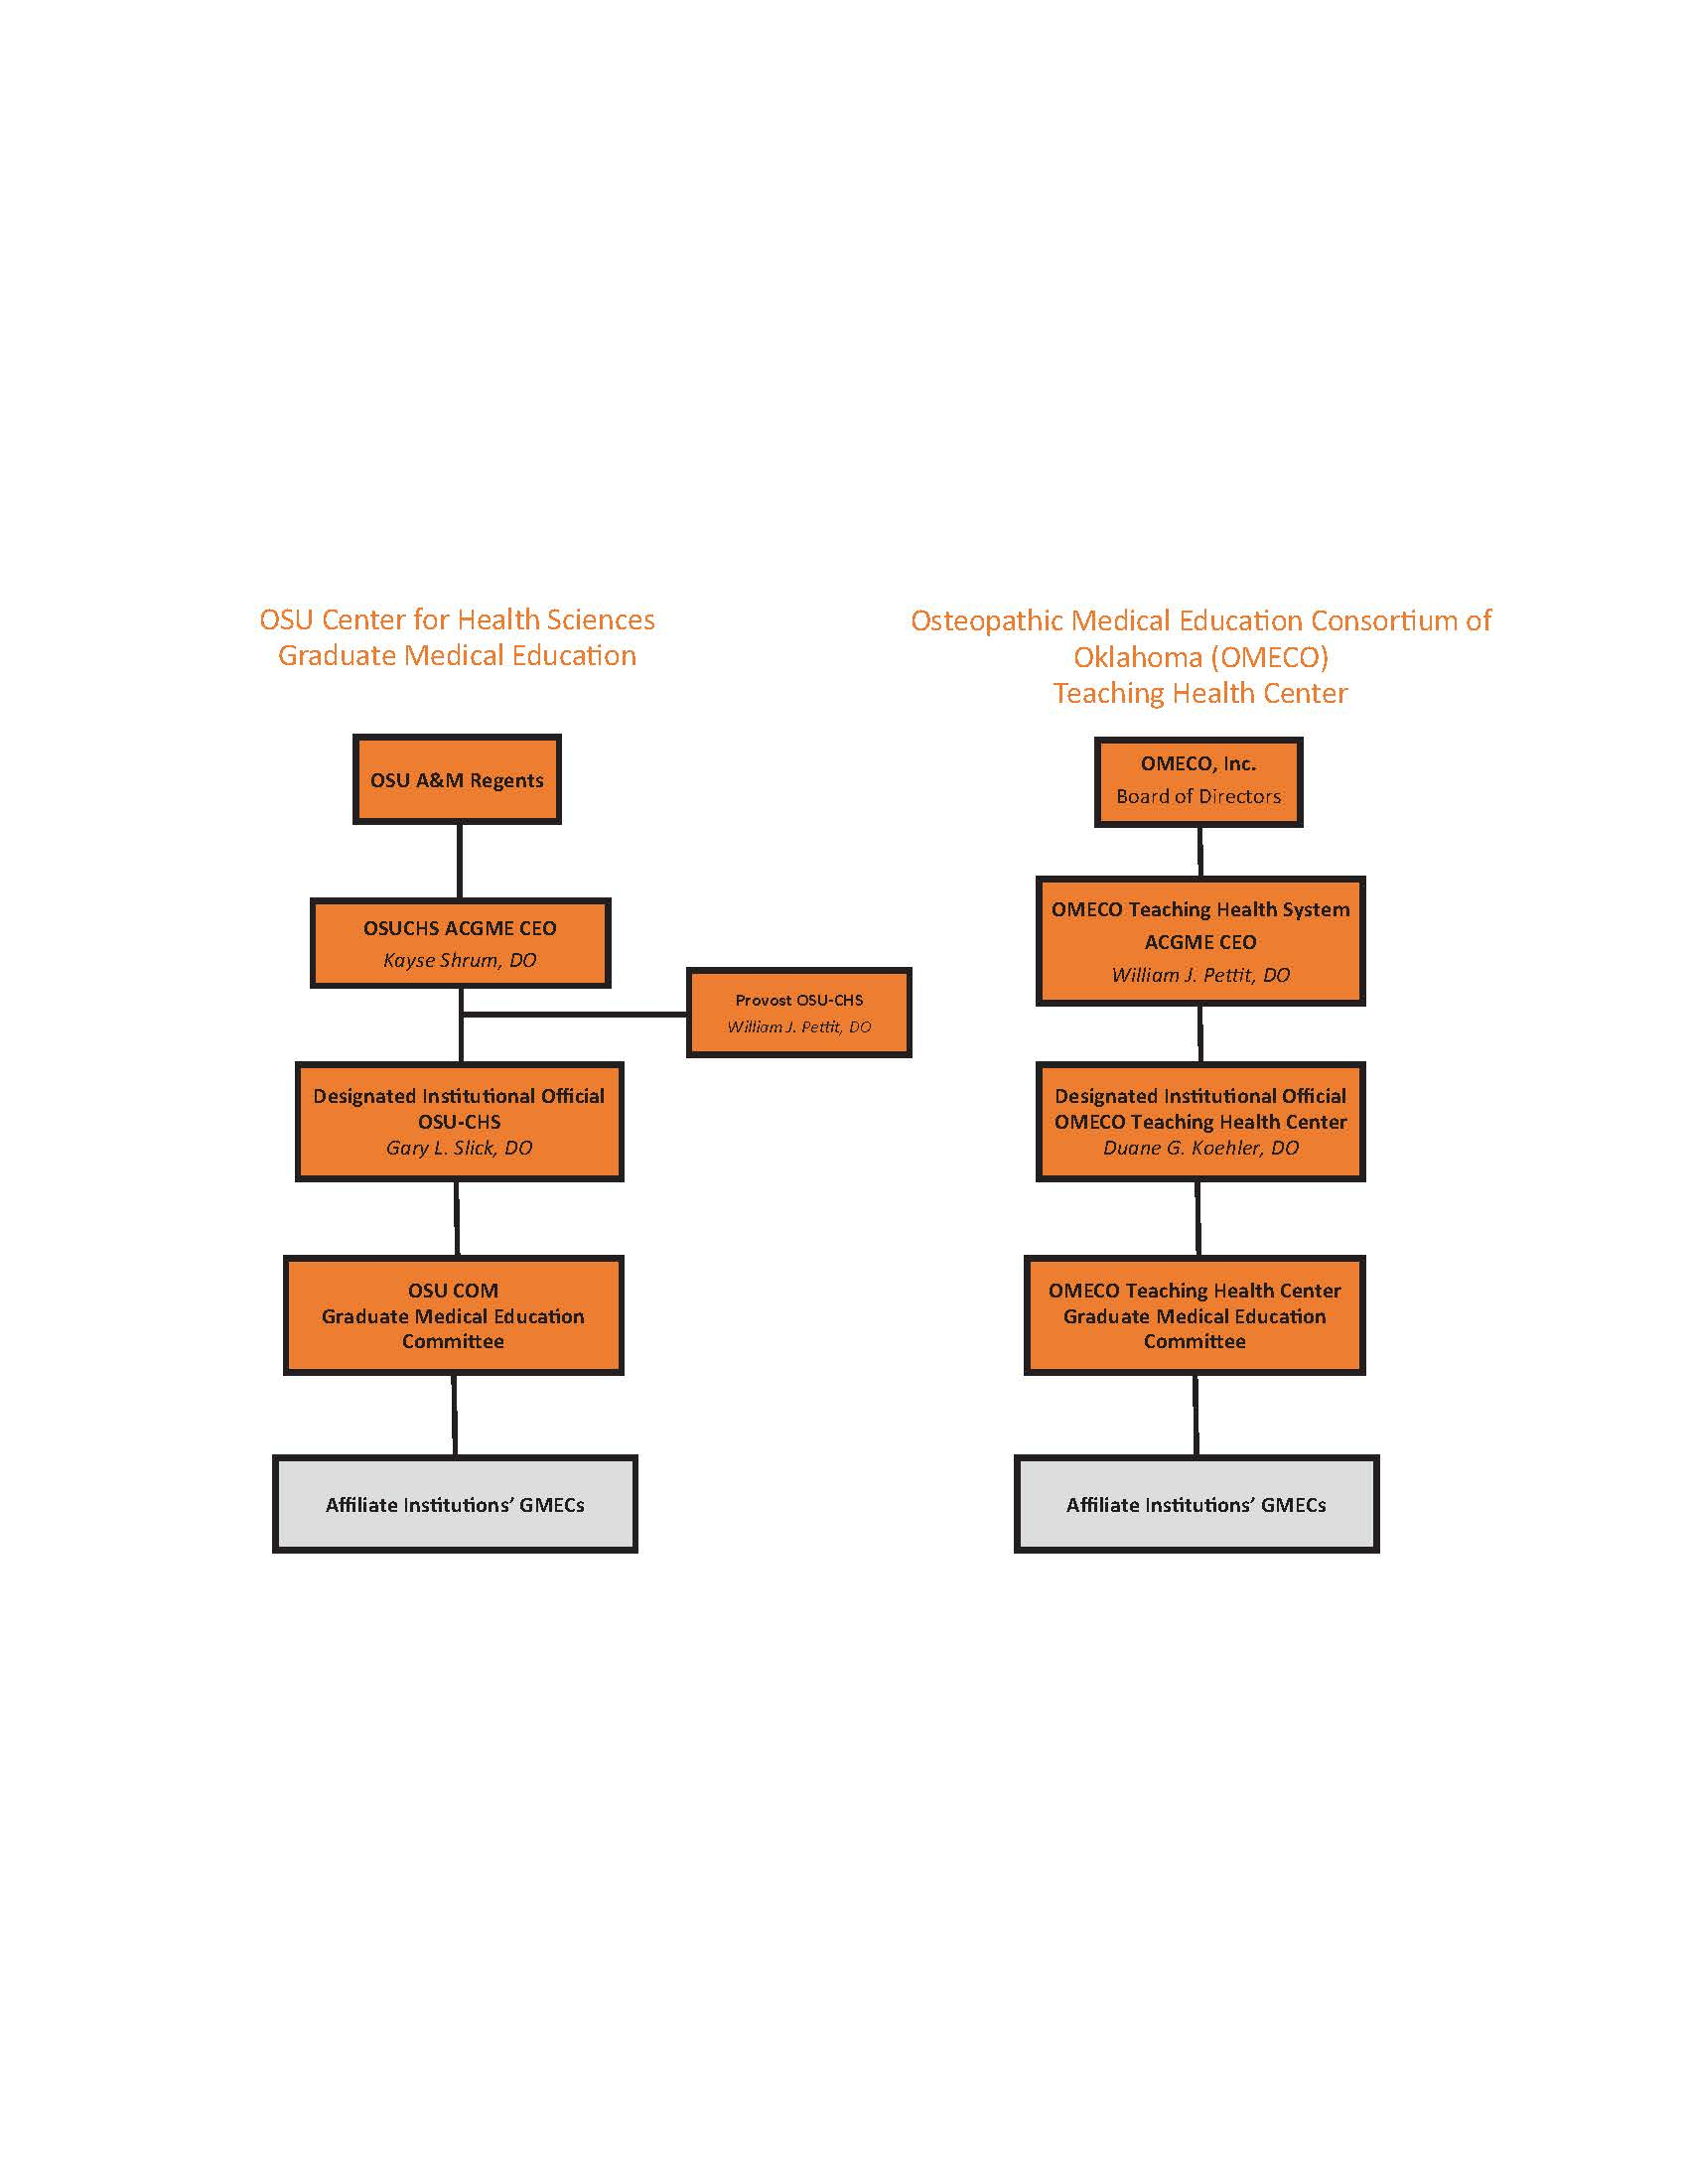 OSU Center for Health Sciences
Graduate Medical Education
OSU A&M Regents
OSUCHS ACGME CEO
Kayse Shrum, DO
Provost OSU-CHS
William J. Pettit, DO
Designated Institutional Official
OSU-CHS
Gary L. Slick, DO
OSU COM
Graduate Medical Education
Committee
Affiliate Institutions’ GMECs
Osteopathic Medical Education Consortium of
Oklahoma (OMECO)
Teaching Health Center
OMECO, Inc.
Board of Directors
OMECO Teaching Health System
ACGME CEO
William J. Pettit, DO
Designated Institutional Official
OMECO Teaching Health Center
Duane G. Koehler, DO
OMECO Teaching Health Center
Graduate Medical Education
Committee
Affiliate Institutions’ GMECs